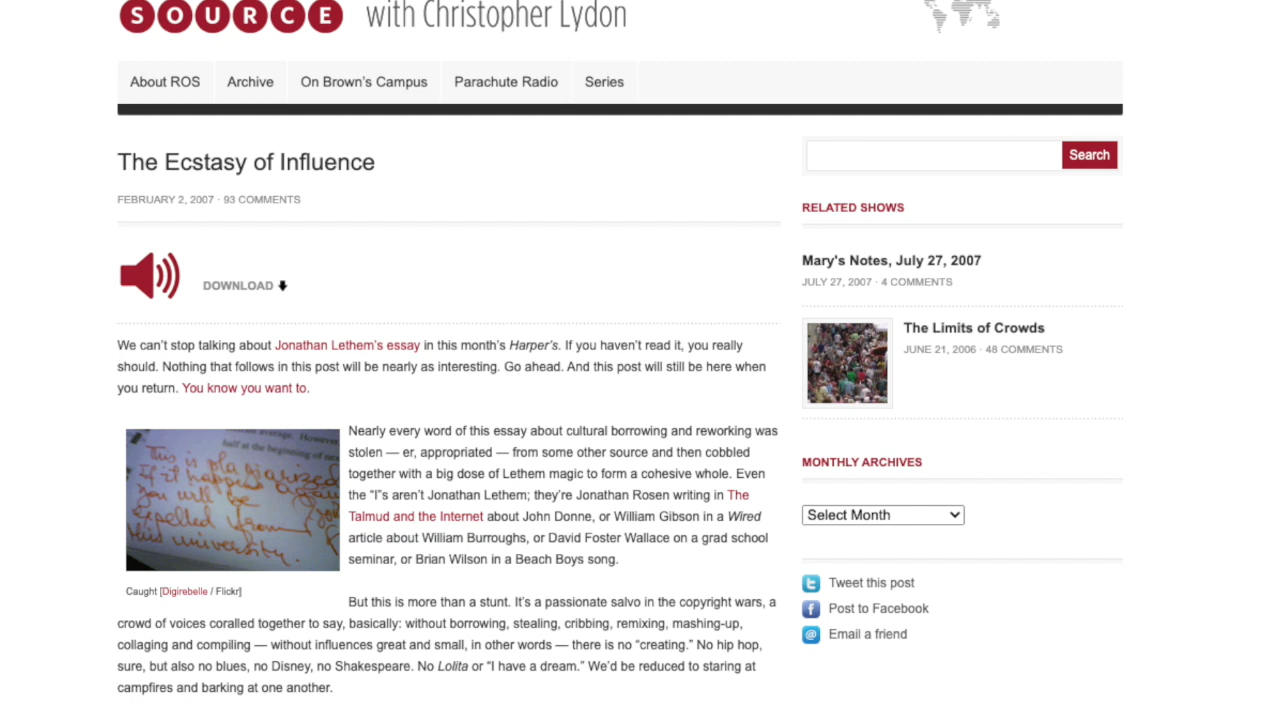 SOURCE with Christopher Lydon
About ROS Archive On Brown's Campus Parachute Radio Series
The Ecstasy of Influence
FEBRUARY 2, 2007 · 93 COMMENTS
DOWNLOAD
We can't stop talking about Jonathan Lethem's essay in this month's Harper's. If you haven't read it, you really
should. Nothing that follows in this post will be nearly as interesting. Go ahead. And this post will still be here when
you return. You know you want to.
average. However
half at the beginning of
This is plagiarized
If it happens again
you will be
expelled from
this university.
Caught [Digirebelle / Flickr]
Nearly every word of this essay about cultural borrowing and reworking was
stolen — er, appropriated — from some other source and then cobbled
together with a big dose of Lethem magic to form a cohesive whole. Even
the "I"s aren't Jonathan Lethem; they're Jonathan Rosen writing in The
Talmud and the Internet about John Donne, or William Gibson in a Wired
article about William Burroughs, or David Foster Wallace on a grad school
seminar, or Brian Wilson in a Beach Boys song.
But this is more than a stunt. It's a passionate salvo in the copyright wars, a
crowd of voices coralled together to say, basically: without borrowing, stealing, cribbing, remixing, mashing-up,
collaging and compiling — without influences great and small, in other words — there is no "creating." No hip hop,
sure, but also no blues, no Disney, no Shakespeare. No Lolita or "I have a dream." We'd be reduced to staring at
campfires and barking at one another.
Search
RELATED SHOWS
Mary's Notes, July 27, 2007
JULY 27, 2007 · 4 COMMENTS
The Limits of Crowds
JUNE 21, 2006 · 48 COMMENTS
MONTHLY ARCHIVES
Select Month
Tweet this post
Post to Facebook
Email a friend